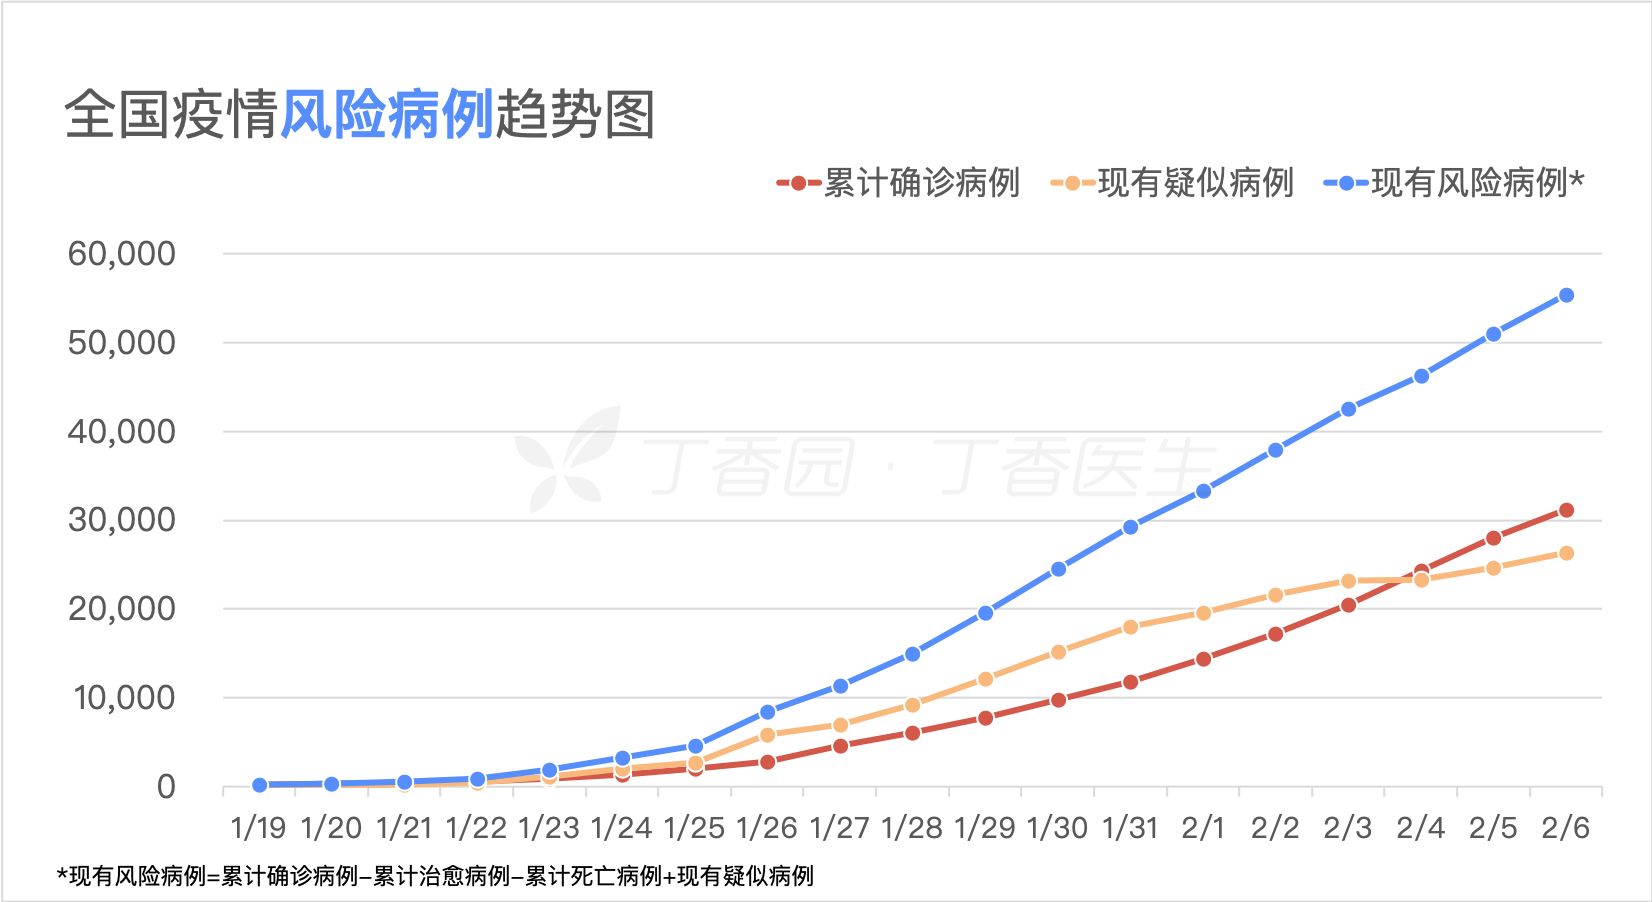 全国疫情风险病例趋势图
累计确诊病例 现有疑似病例 现有风险病例*
60,000
50,000
40,000
丁香园 · 丁香医生
30,000
20,000
10,000
0
1/19 1/20 1/21 1/22 1/23 1/24 1/25 1/26 1/27 1/28 1/29 1/30 1/31 2/1 2/2 2/3 2/4 2/5 2/6
*现有风险病例=累计确诊病例–累计治愈病例–累计死亡病例+现有疑似病例